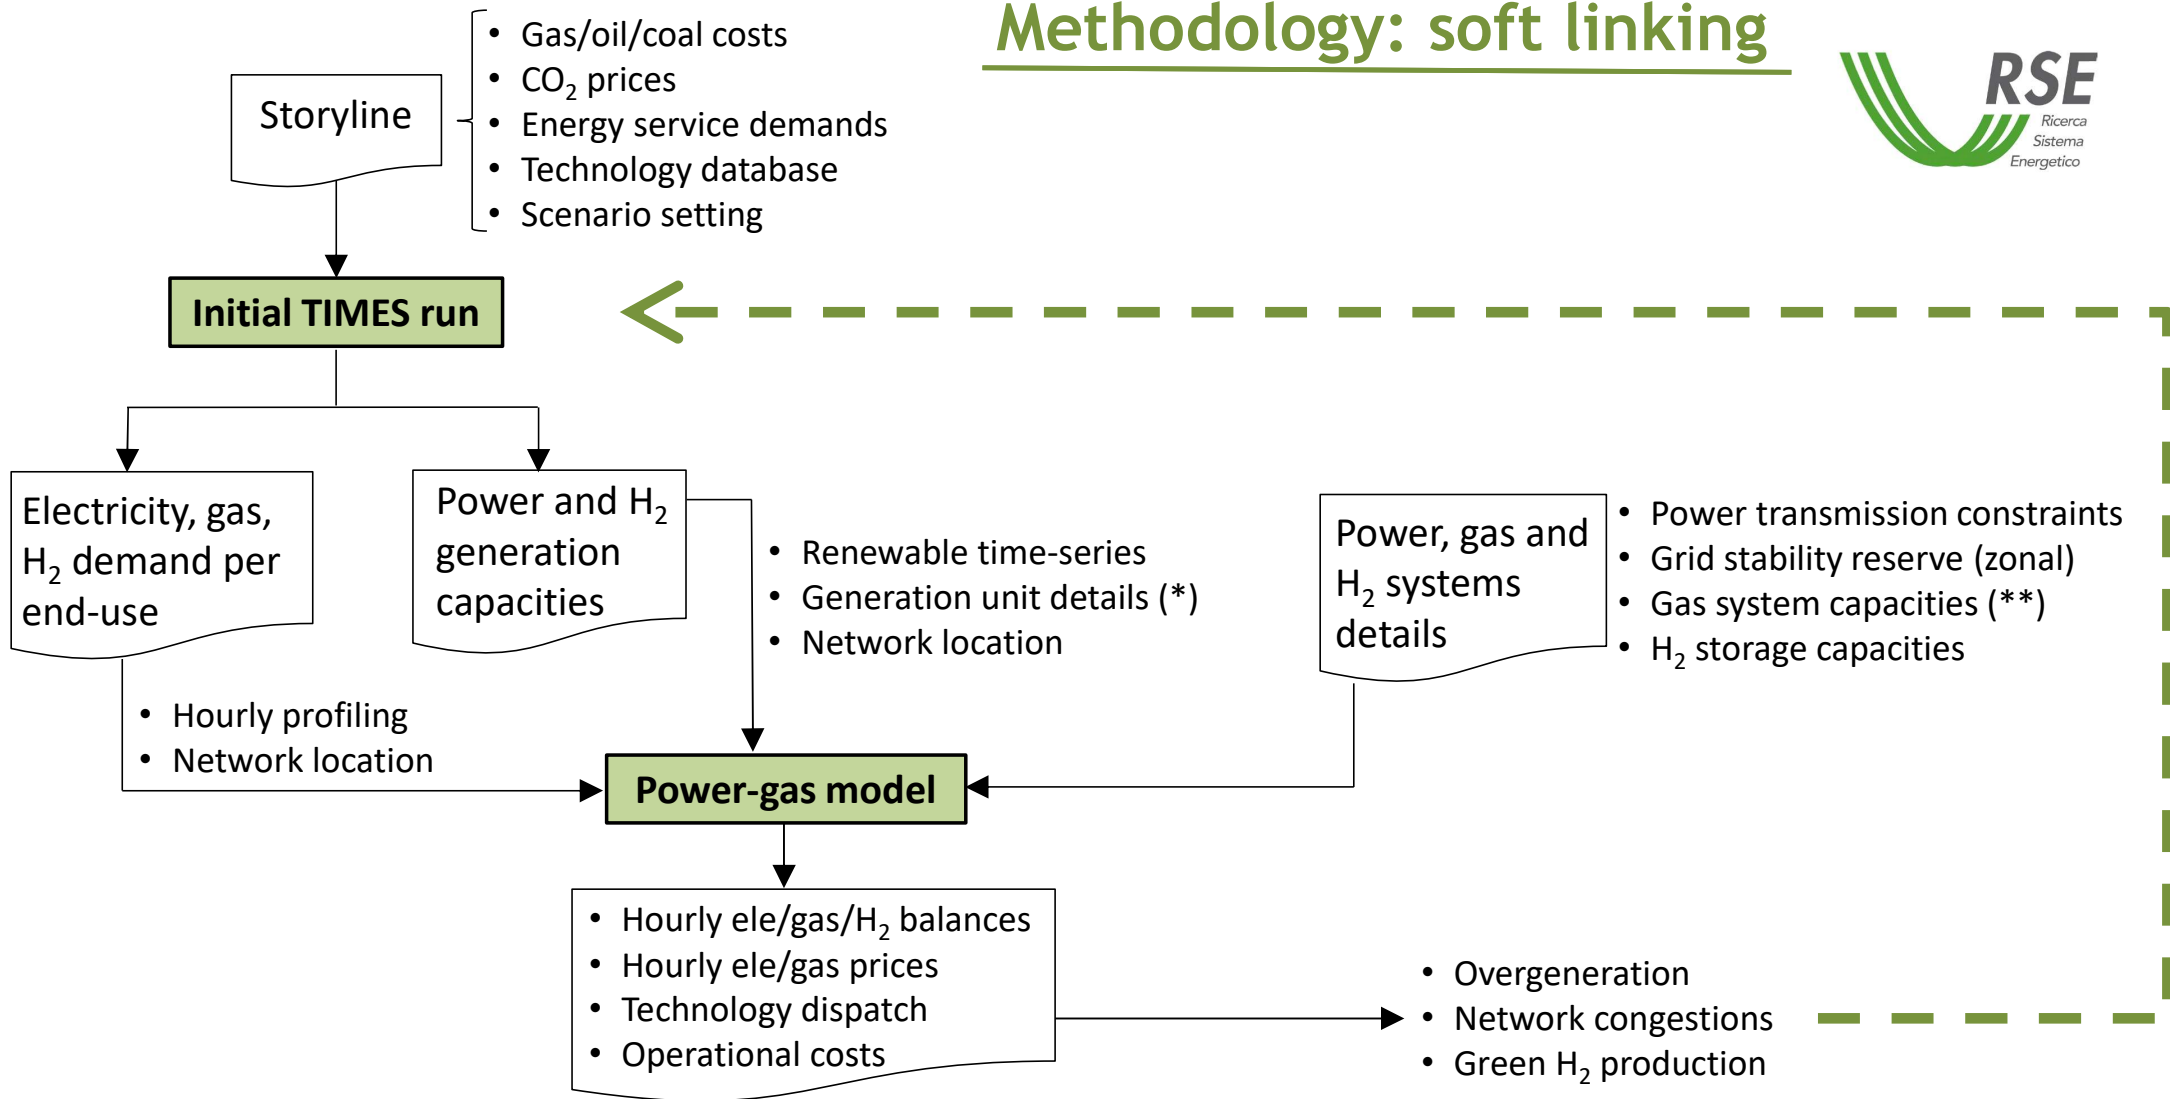 Methodology: soft linking
RSE
Ricerca
Sistema
Energetico
Storyline
• Gas/oil/coal costs
• CO₂ prices
• Energy service demands
• Technology database
• Scenario setting
Initial TIMES run
Electricity, gas,
H₂ demand per
end-use
Power and H₂
generation
capacities
• Renewable time-series
• Generation unit details (*)
• Network location
Power, gas and
H₂ systems
details
• Power transmission constraints
• Grid stability reserve (zonal)
• Gas system capacities (**)
• H₂ storage capacities
• Hourly profiling
• Network location
Power-gas model
• Hourly ele/gas/H₂ balances
• Hourly ele/gas prices
• Technology dispatch
• Operational costs
• Overgeneration
• Network congestions
• Green H₂ production